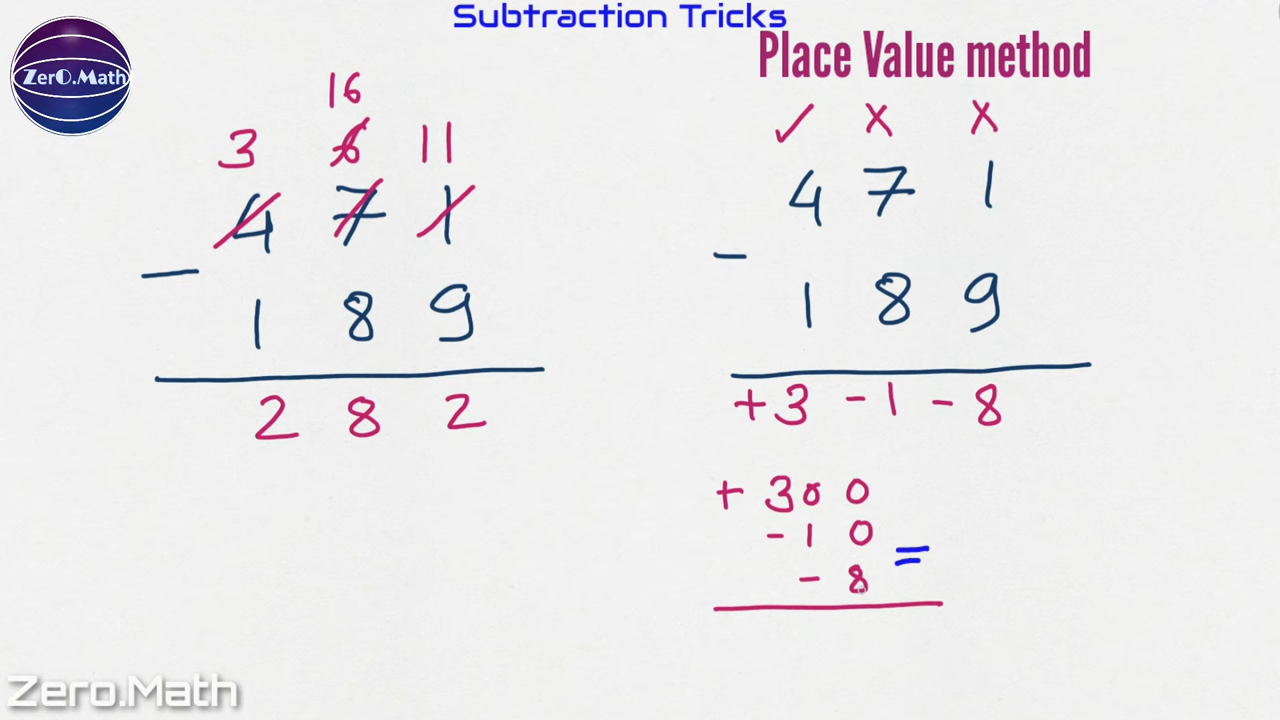 Subtraction Tricks
ZerO.Math
Place Value method
16
3 6 11
4 7 1
− 1 8 9
2 8 2
✓ x x
4 7 1
− 1 8 9
+3 -1 -8
+ 300
-10
- 8
=
Zero.Math